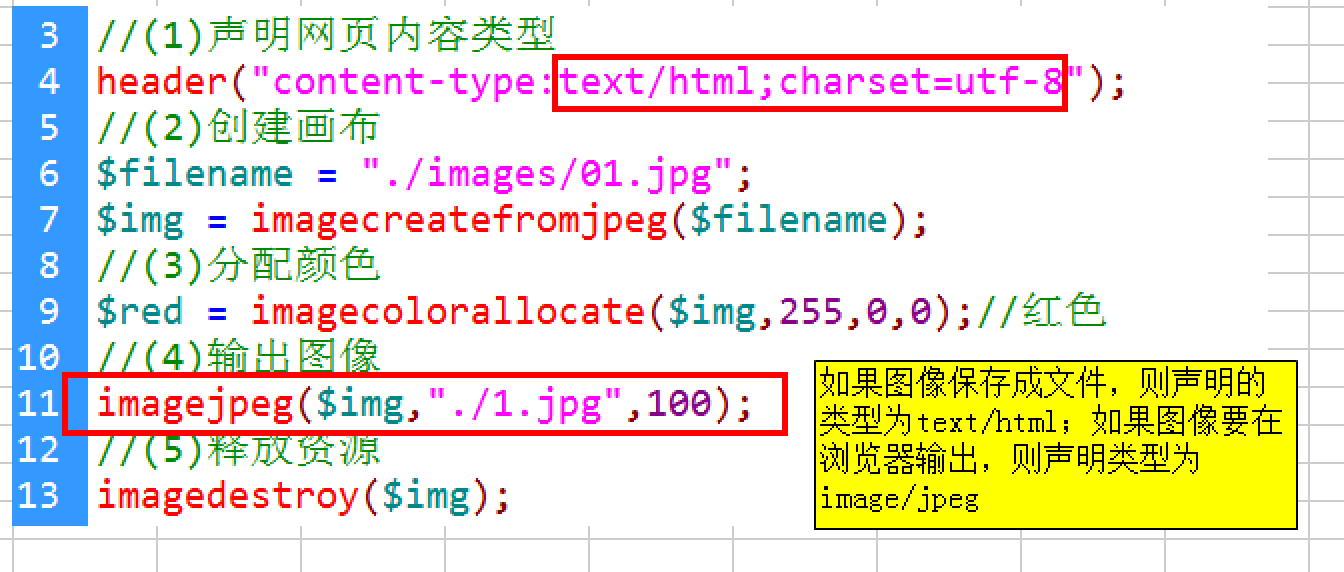 3 //(1)声明网页内容类型
4 header("content-type:text/html;charset=utf-8");
5 //(2)创建画布
6 $filename = "./images/01.jpg";
7 $img = imagecreatefromjpeg($filename);
8 //(3)分配颜色
9 $red = imagecolorallocate($img,255,0,0);//红色
10 //(4)输出图像
11 imagejpeg($img,"./1.jpg",100);
12 //(5)释放资源
13 imagedestroy($img);
如果图像保存成文件，则声明的
类型为text/html；如果图像要在
浏览器输出，则声明类型为
image/jpeg